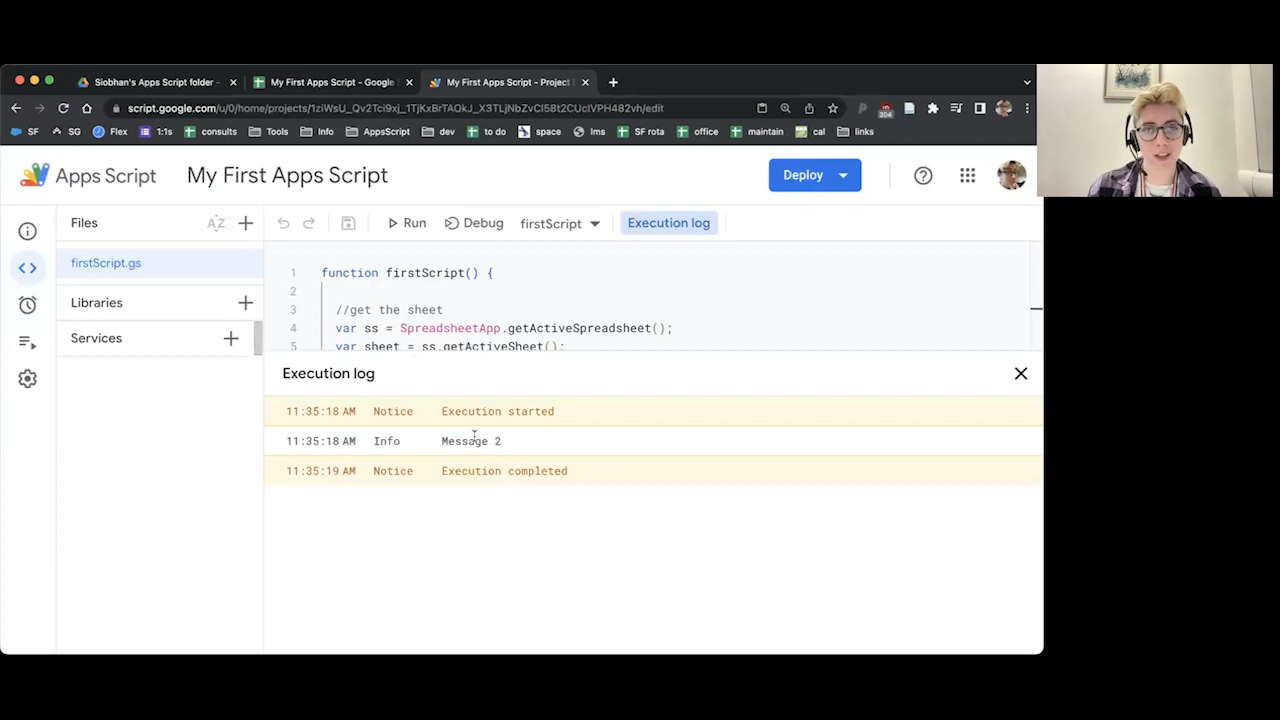 Siobhan's Apps Script folder -
My First Apps Script - Google
My First Apps Script - Project
script.google.com/u/0/home/projects/1ziWsU_Qv2Tci9xj_1TjKxBrTAOkJ_X3TLjNbZvCI58t2CUcIVPH482vh/edit
304
SF SG Flex 1:1s consults Tools Info AppsScript dev to do space lms SF rota office maintain cal links
Apps Script My First Apps Script Deploy
Files AZ Run Debug firstScript Execution log
firstScript.gs
Libraries
Services
1 function firstScript() {
2
3 //get the sheet
4 var ss = SpreadsheetApp.getActiveSpreadsheet();
5 var sheet = ss.getActiveSheet();
Execution log
11:35:18 AM Notice Execution started
11:35:18 AM Info Message 2
11:35:19 AM Notice Execution completed